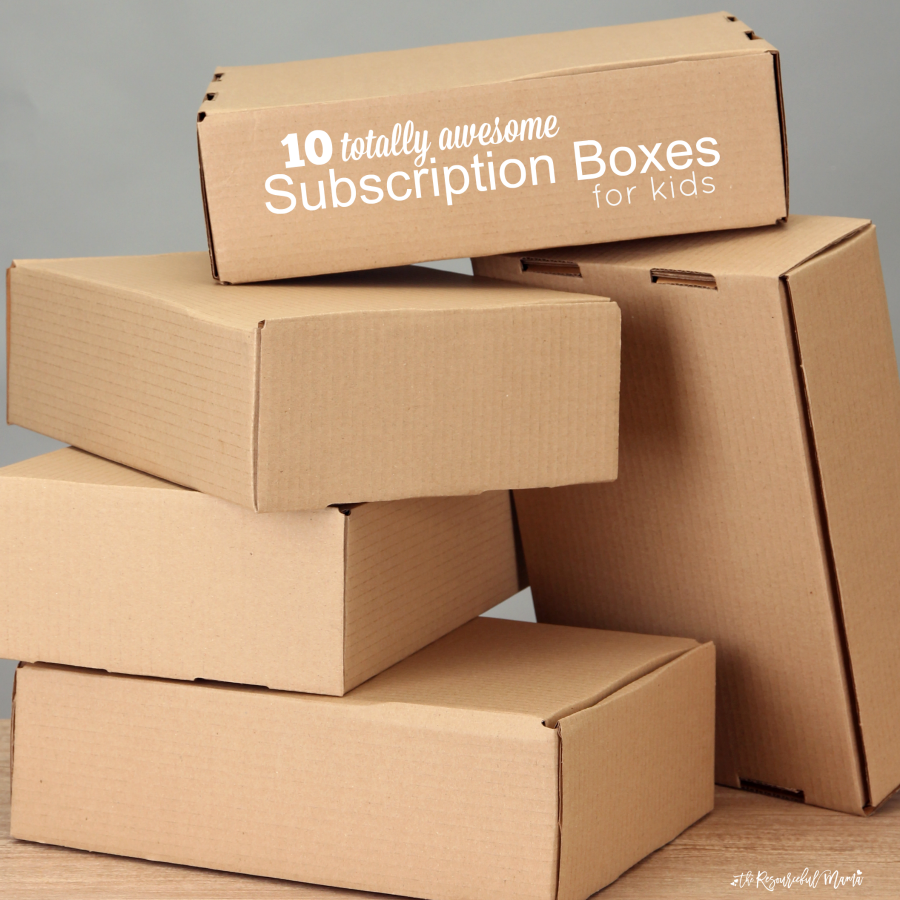 10 totally awesome
Subscription Boxes
for kids
the Resourceful Mama